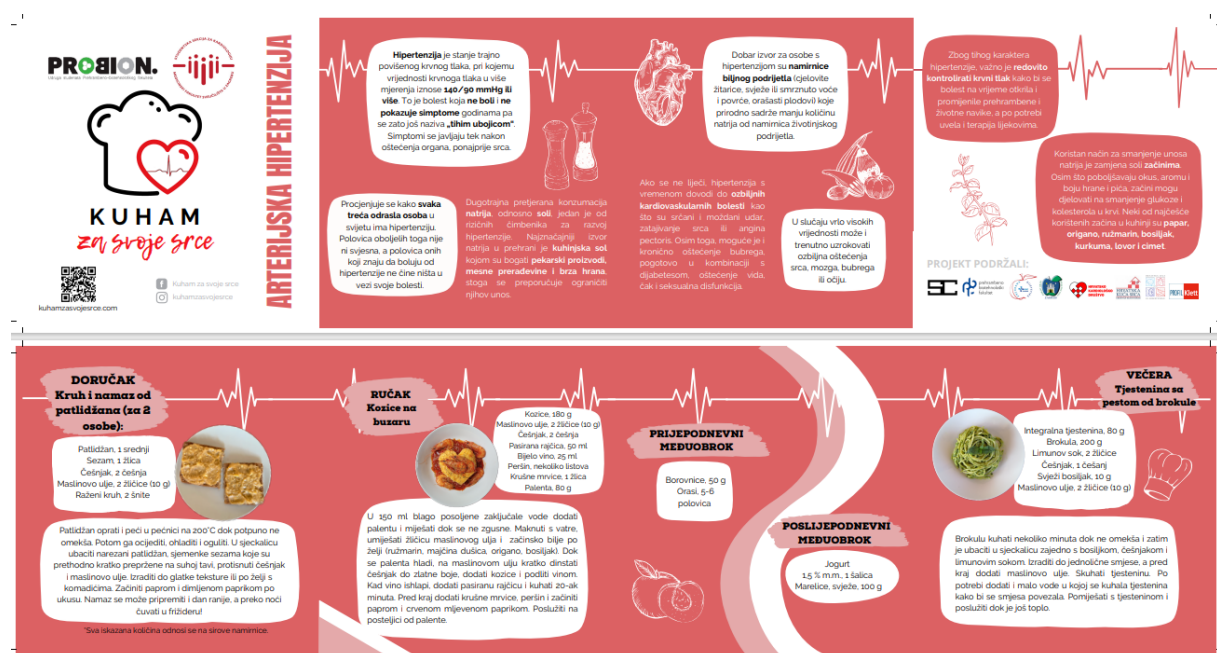 PROBION.
KUHAM
za svoje srce
kuhamzasvojesrce.com
Kuham za svoje srce
kuhamzasvojesrce
ARTERIJSKA HIPERTENZIJA
Hipertenzija je stanje trajno
povišenog krvnog tlaka, pri kojemu
vrijednosti krvnoga tlaka u više
mjerenja iznose 140/90 mmHg ili
više. To je bolest koja ne boli i ne
pokazuje simptome godinama pa
se zato još naziva „tihim ubojicom“.
Simptomi se javljaju tek nakon
oštećenja organa, ponajprije srca.
Procjenjuje se kako svaka
treća odrasla osoba u
svijetu ima hipertenziju.
Polovica oboljelih toga nije
ni svjesna, a polovica onih
koji znaju da boluju od
hipertenzije ne čine ništa u
vezi svoje bolesti.
Dugotrajna pretjerana konzumacija
natrija, odnosno soli, jedan je od
rizičnih čimbenika za razvoj
hipertenzije. Najznačajniji izvor
natrija u prehrani je kuhinjska sol
kojom su bogati pekarski proizvodi,
mesne prerađevine i brza hrana,
stoga se preporučuje ograničiti
njihov unos.
Dobar izvor za osobe s
hipertenzijom su namirnice
biljnog podrijetla (cjelovite
žitarice, svježe ili smrznuto voće
i povrće, orašasti plodovi) koje
prirodno sadrže manju količinu
natrija od namirnica životinjskog
podrijetla.
Ako se ne liječi, hipertenzija s
vremenom dovodi do ozbiljnih
kardiovaskularnih bolesti kao
što su srčani i moždani udar,
zatajivanje srca ili angina
pectoris. Osim toga, moguće je i
kronično oštećenje bubrega,
pogotovo u kombinaciji s
dijabetesom, oštećenje vida,
čak i seksualna disfunkcija.
U slučaju vrlo visokih
vrijednosti može i
trenutno uzrokovati
ozbiljna oštećenja
srca, mozga, bubrega
ili očiju.
Zbog tihog karaktera
hipertenzije, važno je redovito
kontrolirati krvni tlak kako bi se
bolest na vrijeme otkrila i
promijenile prehrambene i
životne navike, a po potrebi
uvela i terapija lijekovima.
Koristan način za smanjenje unosa
natrija je zamjena soli začinima.
Osim što poboljšavaju okus, aromu i
boju hrane i pića, začini mogu
djelovati na smanjenje glukoze i
kolesterola u krvi. Neki od najčešće
korištenih začina u kuhinji su papar,
origano, ružmarin, bosiljak,
kurkuma, lovor i cimet.
PROJEKT PODRŽALI:
SC
Klett
DORUČAK
Kruh i namaz od
patlidžana (za 2
osobe):
Patlidžan, 1 srednji
Sezam, 1 žlica
Češnjak, 2 češnja
Maslinovo ulje, 2 žličice (10 g)
Raženi kruh, 2 šnite
Patlidžan oprati i peći u pećnici na 200°C dok potpuno ne
omekša. Potom ga ocijediti, ohladiti i oguliti. U sjeckalicu
ubaciti narezani patlidžan, sjemenke sezama koje su
prethodno kratko prepržene na suhoj tavi, protisnuti češnjak
i maslinovo ulje. Izraditi do glatke teksture ili po želji s
komadićima. Začiniti paprom i dimljenom paprikom po
ukusu. Namaz se može pripremiti i dan ranije, a preko noći
čuvati u frižideru!
*Sva iskazana količina odnosi se na sirove namirnice.
RUČAK
Kozice na
buzaru
Kozice, 180 g
Maslinovo ulje, 2 žličice (10 g)
Češnjak, 2 češnja
Pasirana rajčica, 50 ml
Bijelo vino, 25 ml
Peršin, nekoliko listova
Krušne mrvice, 1 žlica
Palenta, 80 g
U 150 ml blago posoljene zaključale vode dodati
palentu i miješati dok se ne zgusne. Maknuti s vatre,
umiješati žličicu maslinovog ulja i začinsko bilje po
želji (ružmarin, majčina dušica, origano, bosiljak). Dok
se palenta hladi, na maslinovom ulju kratko dinstati
češnjak do zlatne boje, dodati kozice i podliti vinom.
Kad vino ishlapi, dodati pasiranu rajčicu i kuhati 20-ak
minuta. Pred kraj dodati krušne mrvice, peršin i začiniti
paprom i crvenom mljevenom paprikom. Poslužiti na
posteljici od palente.
PRIJEPODNEVNI
MEĐUOBROK
Borovnice, 50 g
Orasi, 5-6
polovica
POSLIJEPODNEVNI
MEĐUOBROK
Jogurt
1,5 % m.m., 1 šalica
Marelice, svježe, 100 g
VEČERA
Tjestenina sa
pestom od brokule
Integralna tjestenina, 80 g
Brokula, 200 g
Limunov sok, 2 žličice
Češnjak, 1 češanj
Svježi bosiljak, 10 g
Maslinovo ulje, 2 žličice (10 g)
Brokulu kuhati nekoliko minuta dok ne omekša i zatim
je ubaciti u sjeckalicu zajedno s bosiljkom, češnjakom i
limunovim sokom. Izraditi do jednolične smjese, a pred
kraj dodati maslinovo ulje. Skuhati tjesteninu. Po
potrebi dodati i malo vode u kojoj se kuhala tjestenina
kako bi se smjesa povezala. Pomiješati s tjesteninom i
poslužiti dok je još toplo.